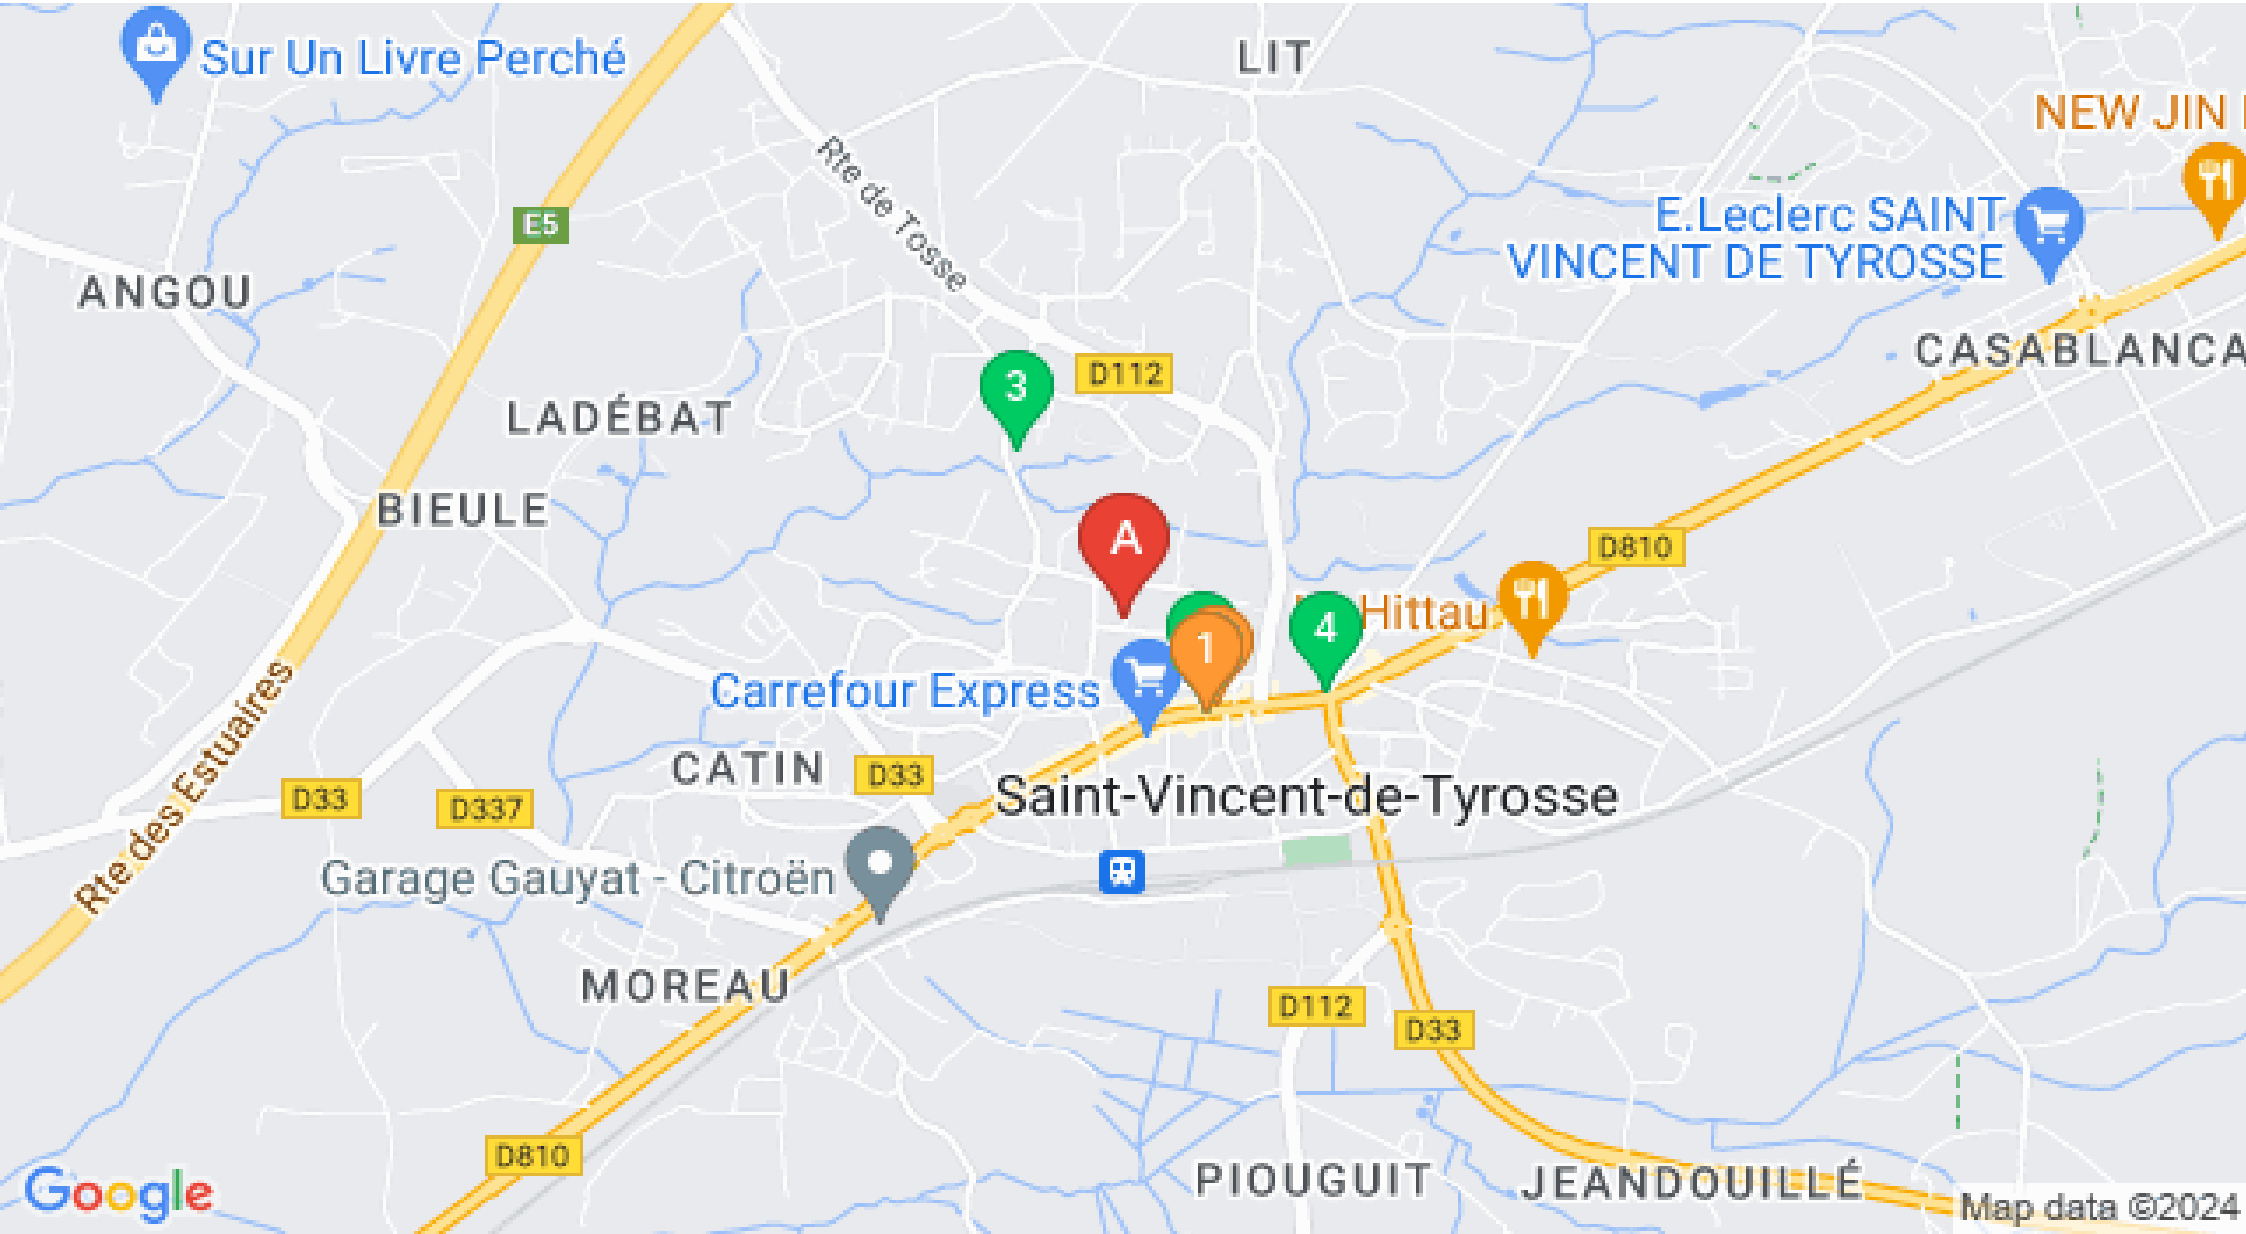 Sur Un Livre Perché
LIT
NEW JIN
Rte de Tosse
E5
E.Leclerc SAINT
VINCENT DE TYROSSE
ANGOU
CASABLANCA
3
D112
LADÉBAT
BIEULE
A
D810
Hittau
4
1
Carrefour Express
Rte des Estuaires
CATIN
D33
D33
D337
Saint-Vincent-de-Tyrosse
Garage Gauyat - Citroën
MOREAU
D112
D33
D810
PIOUGUIT
JEANDOUILLÉ
Google
Map data ©2024